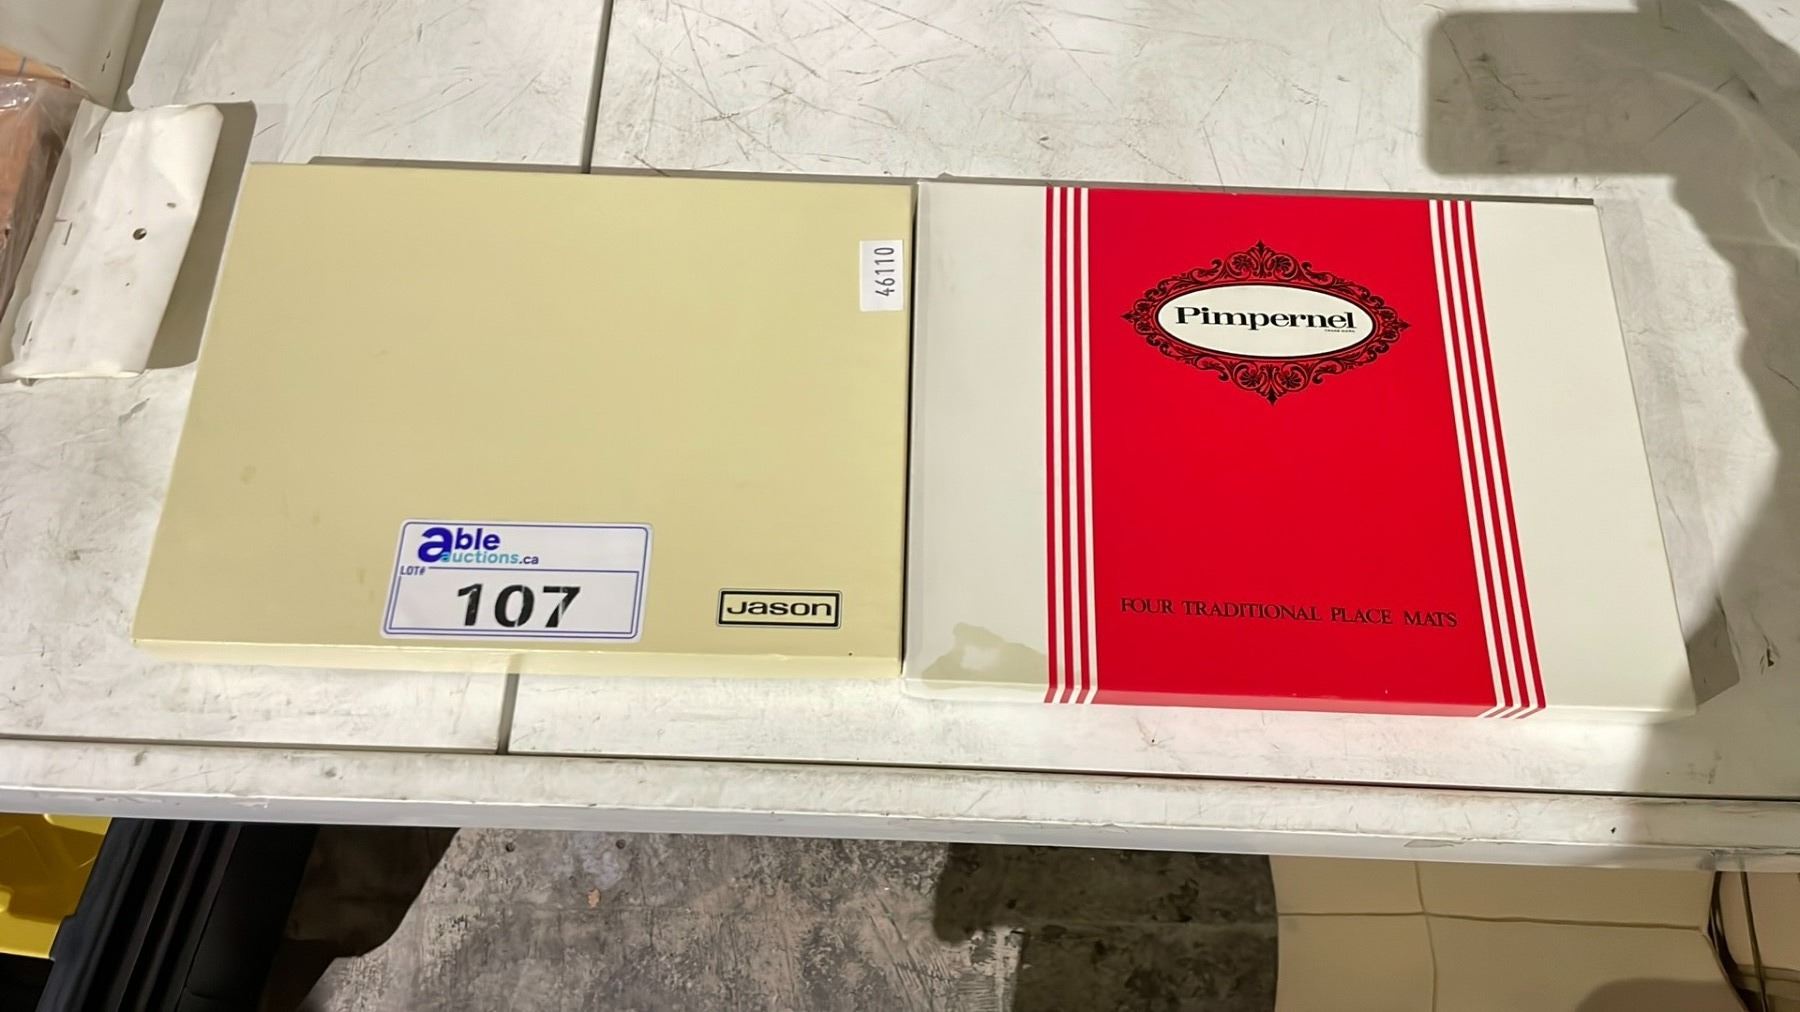 46110
able
auctions.ca
LOT#
107
Jason
Pimpernel
FOUR TRADITIONAL PLACE MATS